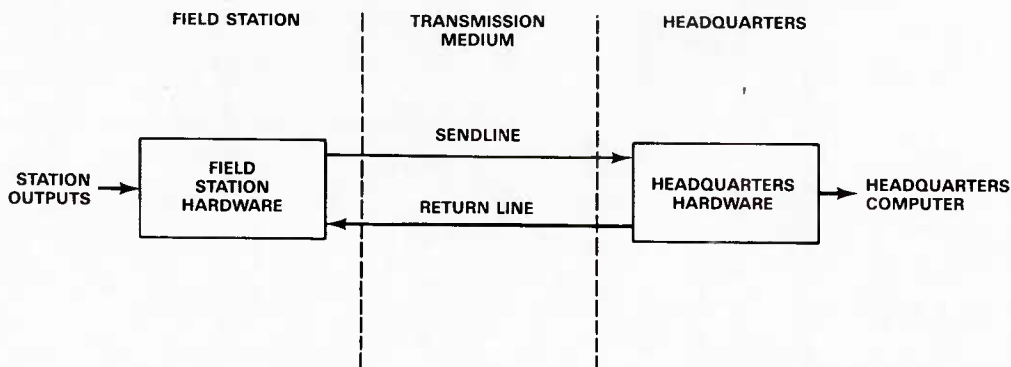 FIELD STATION
TRANSMISSION
MEDIUM
HEADQUARTERS
SENDLINE
STATION
OUTPUTS
FIELD
STATION
HARDWARE
HEADQUARTERS
HARDWARE
HEADQUARTERS
COMPUTER
RETURN LINE